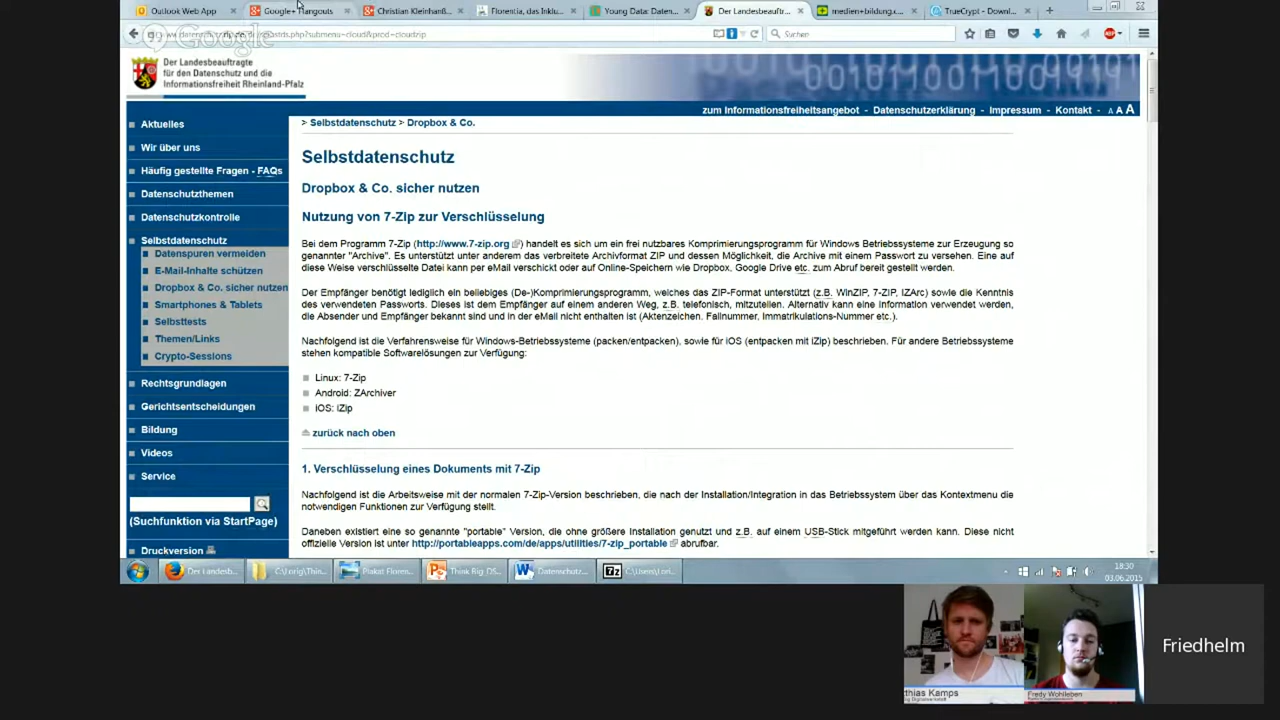 Outlook Web App
Google+ Hangouts
Christian Kleinhanß...
Florentia, das Inklu...
Young Data: Daten...
Der Landesbeauftr...
medien+bildung.c...
TrueCrypt - Downl...
Google
Suchen
Der Landesbeauftragte
für den Datenschutz und die
Informationsfreiheit Rheinland-Pfalz
zum Informationsfreiheitsangebot - Datenschutzerklärung - Impressum - Kontakt - A A A
Aktuelles
Wir über uns
Häufig gestellte Fragen - FAQs
Datenschutzthemen
Datenschutzkontrolle
Selbstdatenschutz
Datenspuren vermeiden
E-Mail-Inhalte schützen
Dropbox & Co. sicher nutzen
Smartphones & Tablets
Selbsttests
Themen/Links
Crypto-Sessions
Rechtsgrundlagen
Gerichtsentscheidungen
Bildung
Videos
Service
(Suchfunktion via StartPage)
Druckversion
> Selbstdatenschutz > Dropbox & Co.
Selbstdatenschutz
Dropbox & Co. sicher nutzen
Nutzung von 7-Zip zur Verschlüsselung
Bei dem Programm 7-Zip (http://www.7-zip.org) handelt es sich um ein frei nutzbares Komprimierungsprogramm für Windows Betriebssysteme zur Erzeugung so
genannter "Archive". Es unterstützt unter anderem das verbreitete Archivformat ZIP und dessen Möglichkeit, die Archive mit einem Passwort zu versehen. Eine auf
diese Weise verschlüsselte Datei kann per eMail verschickt oder auf Online-Speichern wie Dropbox, Google Drive etc. zum Abruf bereit gestellt werden.
Der Empfänger benötigt lediglich ein beliebiges (De-)Komprimierungsprogramm, welches das ZIP-Format unterstützt (z.B. WinZIP, 7-ZIP, IZArc) sowie die Kenntnis
des verwendeten Passworts. Dieses ist dem Empfänger auf einem anderen Weg, z.B. telefonisch, mitzuteilen. Alternativ kann eine Information verwendet werden,
die Absender und Empfänger bekannt sind und in der eMail nicht enthalten ist (Aktenzeichen. Fallnummer, Immatrikulations-Nummer etc.).
Nachfolgend ist die Verfahrensweise für Windows-Betriebssysteme (packen/entpacken), sowie für iOS (entpacken mit iZip) beschrieben. Für andere Betriebssysteme
stehen kompatible Softwarelösungen zur Verfügung:
Linux: 7-Zip
Android: ZArchiver
iOS: iZip
zurück nach oben
1. Verschlüsselung eines Dokuments mit 7-Zip
Nachfolgend ist die Arbeitsweise mit der normalen 7-Zip-Version beschrieben, die nach der Installation/Integration in das Betriebssystem über das Kontextmenu die
notwendigen Funktionen zur Verfügung stellt.
Daneben existiert eine so genannte "portable" Version, die ohne größere Installation genutzt und z.B. auf einem USB-Stick mitgeführt werden kann. Diese nicht
offizielle Version ist unter http://portableapps.com/de/apps/utilities/7-zip_portable abrufbar.
Der Landesb...
C:\Lorig\Thin...
Plakat Floren...
Think Big_DS...
Datenschutz...
C:\Users\Lori...
18:30
03.06.2015
thias Kamps
Fredy Wohlleben
Friedhelm